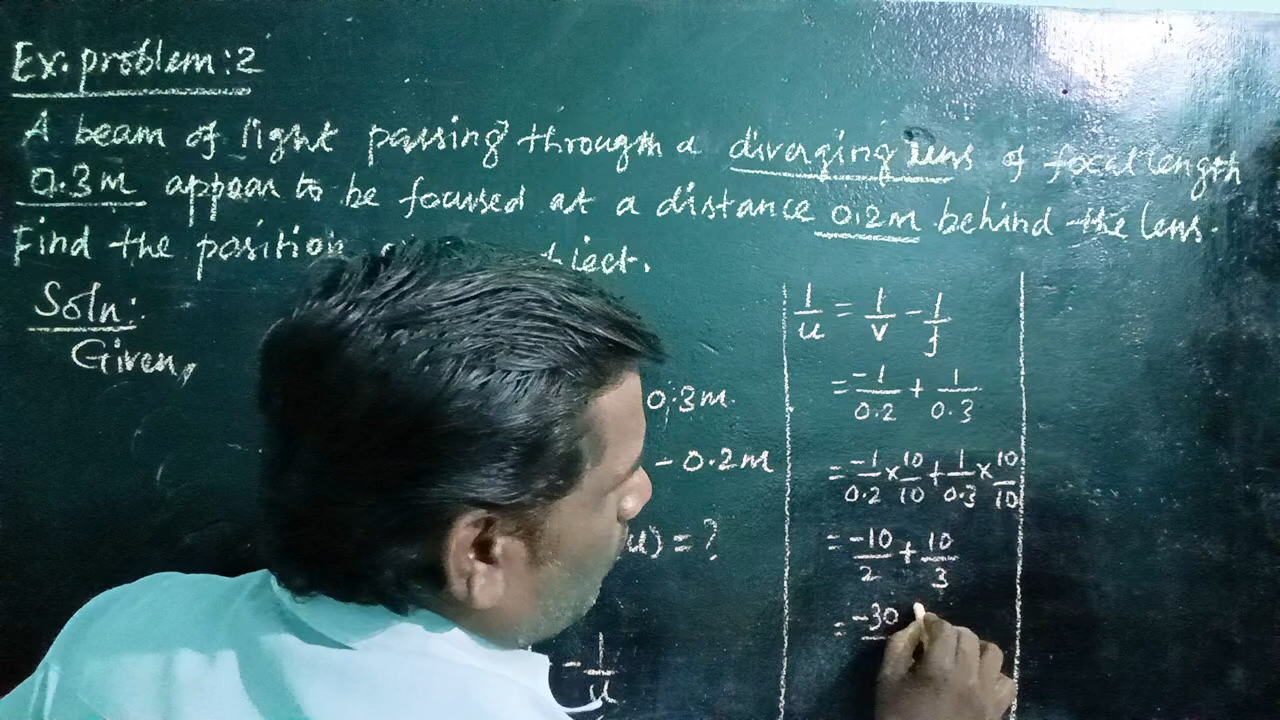 Ex. problem: 2
A beam of light passing through a diverging lens of focal length
0.3m appear to be focused at a distance 0.2m behind the lens.
Find the position
Soln:
Given,
0.3m
- 0.2m
(u) = ?
- 1/u
1/u = 1/v - 1/f
= -1/0.2 + 1/0.3
= -1/0.2 × 10/10 + 1/0.3 × 10/10
= -10/2 + 10/3
= -30